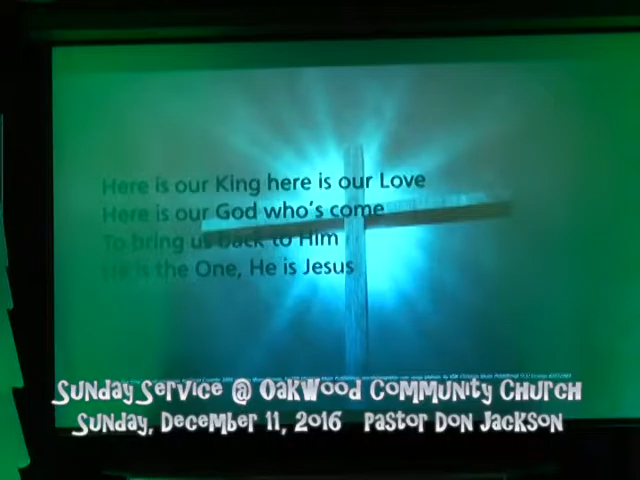 Here is our King here is our Love
Here is our God who's come
To bring us back to Him
He is the One, He is Jesus
Sunday Service @ Oakwood Community Church
Sunday, December 11, 2016 Pastor Don Jackson